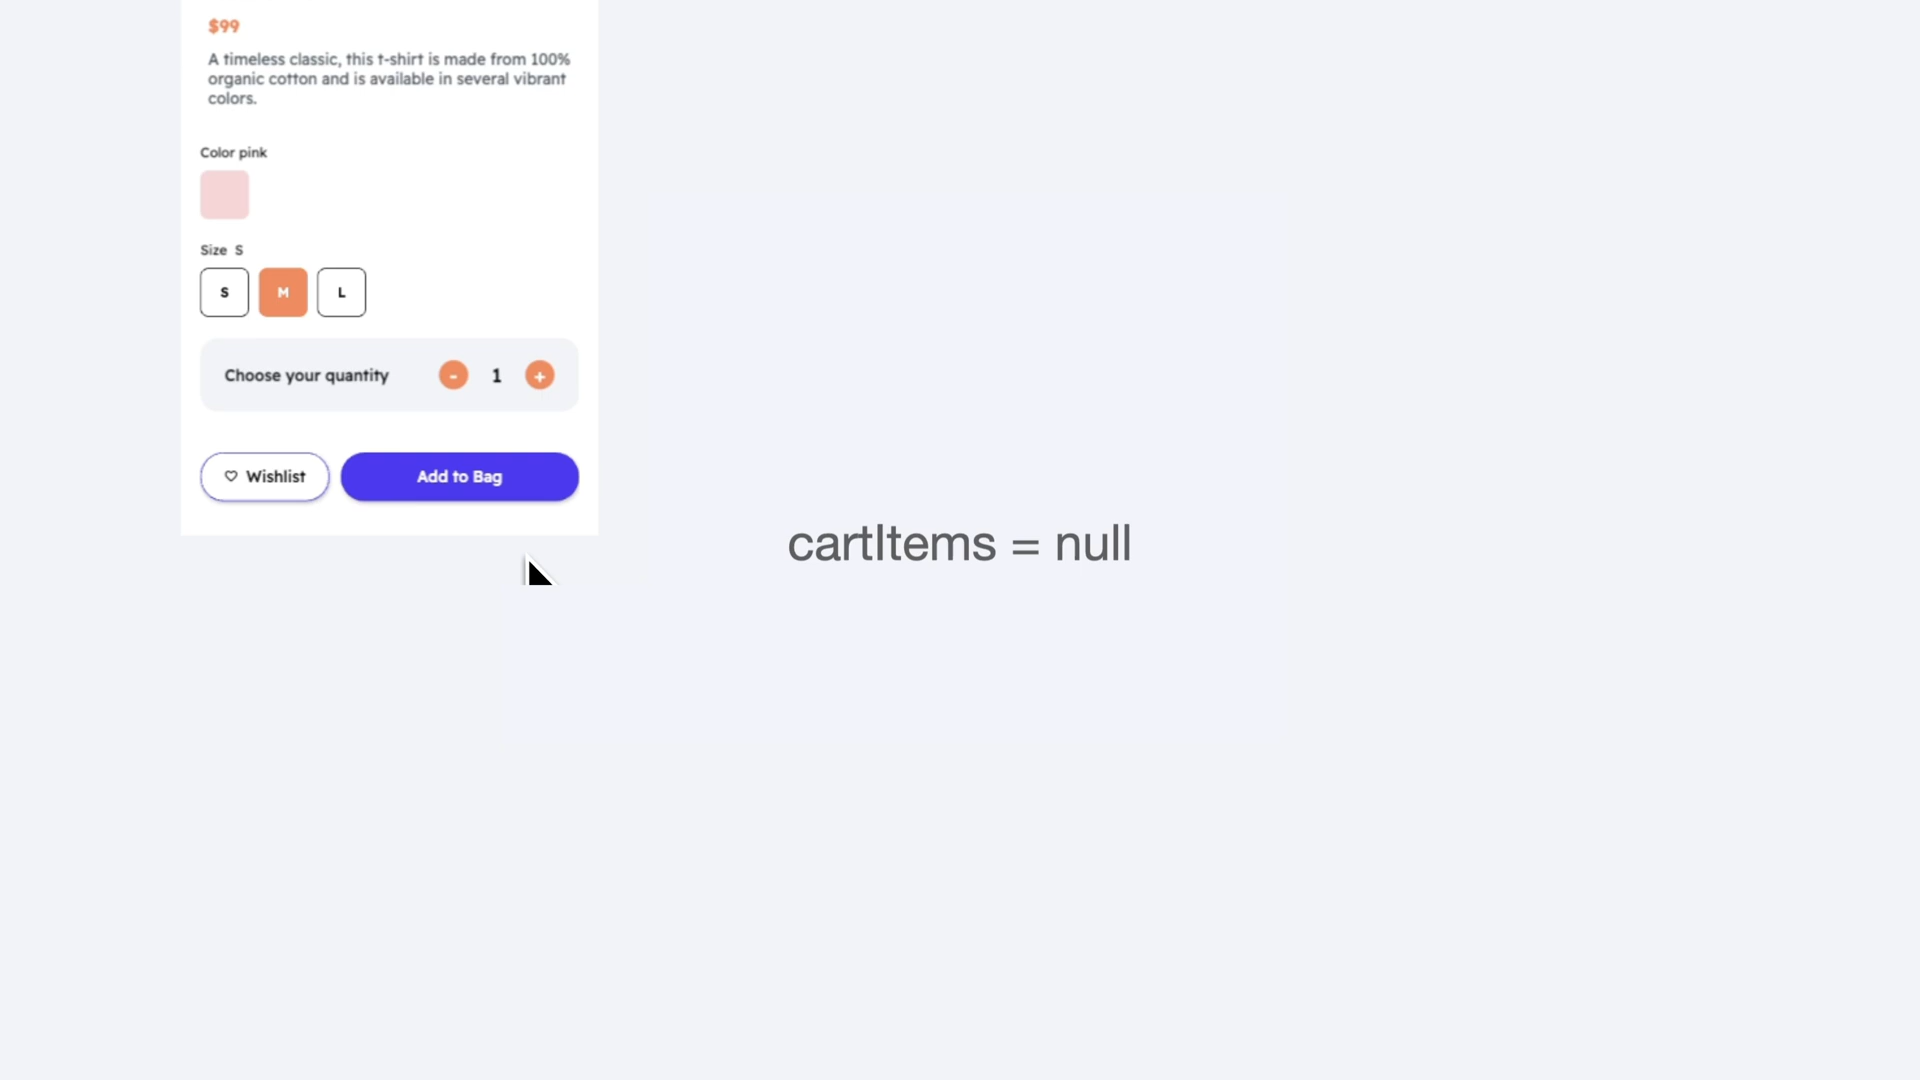 $99
A timeless classic, this t-shirt is made from 100%
organic cotton and is available in several vibrant
colors.
Color pink
Size S
S M L
Choose your quantity - 1 +
Wishlist Add to Bag
cartItems = null